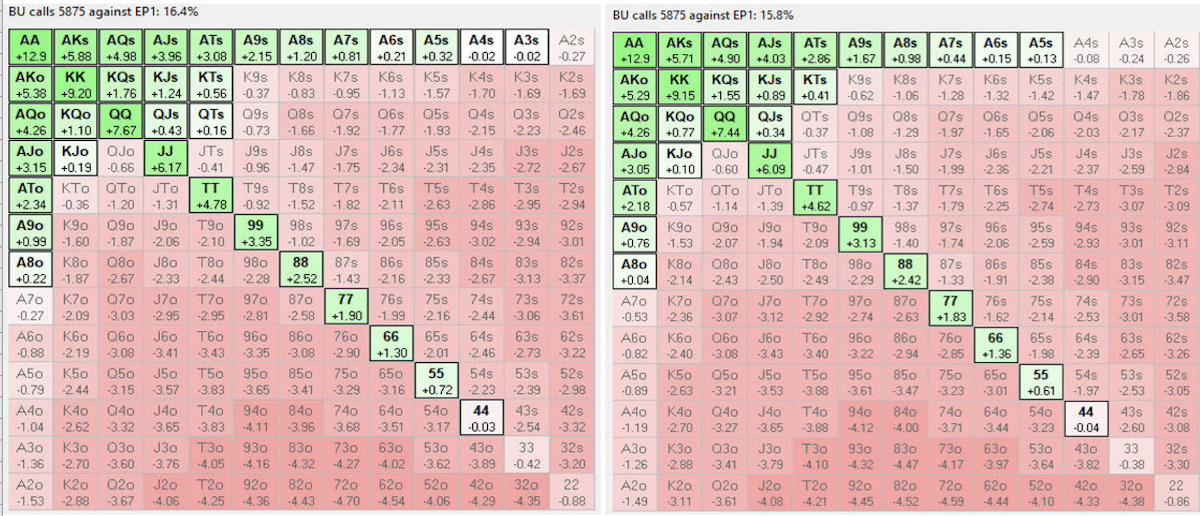 BU calls 5875 against EP1: 16.4%
AA AKs AQs AJs ATs A9s A8s A7s A6s A5s A4s A3s A2s
+12.9 +5.88 +4.98 +3.96 +3.08 +2.15 +1.20 +0.81 +0.21 +0.32 -0.02 -0.02 -0.27
AKo KK KQs KJs KTs K9s K8s K7s K6s K5s K4s K3s K2s
+5.38 +9.20 +1.76 +1.24 +0.56 -0.37 -0.83 -0.95 -1.13 -1.57 -1.70 -1.69 -1.69
AQo KQo QQ QJs QTs Q9s Q8s Q7s Q6s Q5s Q4s Q3s Q2s
+4.26 +1.10 +7.67 +0.43 +0.16 -0.73 -1.66 -1.92 -1.77 -1.93 -2.15 -2.23 -2.46
AJo KJo QJo JJ JTs J9s J8s J7s J6s J5s J4s J3s J2s
+3.15 +0.19 -0.66 +6.17 -0.41 -0.96 -1.47 -1.75 -2.34 -2.31 -2.35 -2.72 -2.67
ATo KTo QTo JTo TT T9s T8s T7s T6s T5s T4s T3s T2s
+2.34 -0.36 -1.20 -1.31 +4.78 -0.92 -1.52 -1.82 -2.11 -2.63 -2.86 -2.95 -2.94
A9o K9o Q9o J9o T9o 99 98s 97s 96s 95s 94s 93s 92s
+0.99 -1.60 -1.87 -2.06 -2.10 +3.35 -1.02 -1.69 -2.05 -2.63 -3.02 -2.94 -3.01
A8o K8o Q8o J8o T8o 98o 88 87s 86s 85s 84s 83s 82s
+0.22 -1.87 -2.67 -2.33 -2.44 -2.28 +2.52 -1.43 -2.16 -2.33 -2.67 -3.13 -3.37
A7o K7o Q7o J7o T7o 97o 87o 77 76s 75s 74s 73s 72s
-0.27 -2.09 -3.03 -2.95 -2.95 -2.81 -2.58 +1.90 -1.99 -2.16 -2.44 -3.06 -3.61
A6o K6o Q6o J6o T6o 96o 86o 76o 66 65s 64s 63s 62s
-0.88 -2.19 -3.08 -3.41 -3.43 -3.35 -3.08 -2.90 +1.30 -2.01 -2.46 -2.73 -3.22
A5o K5o Q5o J5o T5o 95o 85o 75o 65o 55 54s 53s 52s
-0.79 -2.44 -3.15 -3.57 -3.83 -3.65 -3.41 -3.29 -3.16 +0.72 -2.23 -2.39 -2.98
A4o K4o Q4o J4o T4o 94o 84o 74o 64o 54o 44 43s 42s
-1.04 -2.62 -3.32 -3.65 -3.83 -4.11 -3.96 -3.68 -3.51 -3.17 -0.03 -2.54 -3.32
A3o K3o Q3o J3o T3o 93o 83o 73o 63o 53o 43o 33 32s
-1.36 -2.70 -3.60 -3.76 -4.05 -4.16 -4.32 -4.27 -4.02 -3.62 -3.89 -0.42 -3.20
A2o K2o Q2o J2o T2o 92o 82o 72o 62o 52o 42o 32o 22
-1.53 -2.88 -3.67 -4.06 -4.25 -4.36 -4.43 -4.70 -4.54 -4.06 -4.29 -4.35 -0.88
BU calls 5875 against EP1: 15.8%
AA AKs AQs AJs ATs A9s A8s A7s A6s A5s A4s A3s A2s
+12.9 +5.71 +4.90 +4.03 +2.86 +1.67 +0.98 +0.44 +0.15 +0.13 -0.08 -0.24 -0.26
AKo KK KQs KJs KTs K9s K8s K7s K6s K5s K4s K3s K2s
+5.29 +9.15 +1.55 +0.89 +0.41 -0.62 -1.06 -1.28 -1.32 -1.42 -1.47 -1.78 -1.86
AQo KQo QQ QJs QTs Q9s Q8s Q7s Q6s Q5s Q4s Q3s Q2s
+4.26 +0.77 +7.44 +0.34 -0.37 -1.08 -1.29 -1.97 -1.65 -2.06 -2.03 -2.17 -2.37
AJo KJo QJo JJ JTs J9s J8s J7s J6s J5s J4s J3s J2s
+3.05 +0.10 -0.60 +6.09 -0.47 -1.01 -1.50 -1.99 -2.36 -2.21 -2.37 -2.59 -2.84
ATo KTo QTo JTo TT T9s T8s T7s T6s T5s T4s T3s T2s
+2.18 -0.57 -1.14 -1.39 +4.62 -0.97 -1.37 -1.79 -2.25 -2.74 -2.73 -3.07 -3.09
A9o K9o Q9o J9o T9o 99 98s 97s 96s 95s 94s 93s 92s
+0.76 -1.53 -2.07 -1.94 -2.09 +3.13 -1.40 -1.74 -2.06 -2.59 -2.93 -3.01 -3.11
A8o K8o Q8o J8o T8o 98o 88 87s 86s 85s 84s 83s 82s
+0.04 -2.14 -2.43 -2.50 -2.49 -2.29 +2.42 -1.33 -1.91 -2.38 -2.90 -3.15 -3.47
A7o K7o Q7o J7o T7o 97o 87o 77 76s 75s 74s 73s 72s
-0.53 -2.36 -3.07 -3.12 -2.92 -2.74 -2.63 +1.83 -1.62 -2.14 -2.53 -3.01 -3.58
A6o K6o Q6o J6o T6o 96o 86o 76o 66 65s 64s 63s 62s
-0.82 -2.40 -3.08 -3.43 -3.40 -3.22 -2.94 -2.85 +1.36 -1.98 -2.39 -2.65 -3.26
A5o K5o Q5o J5o T5o 95o 85o 75o 65o 55 54s 53s 52s
-0.89 -2.63 -3.21 -3.53 -3.88 -3.61 -3.47 -3.23 -3.01 +0.61 -1.97 -2.53 -3.05
A4o K4o Q4o J4o T4o 94o 84o 74o 64o 54o 44 43s 42s
-1.19 -2.70 -3.27 -3.65 -3.88 -4.12 -4.00 -3.71 -3.44 -3.23 -0.04 -2.60 -3.08
A3o K3o Q3o J3o T3o 93o 83o 73o 63o 53o 43o 33 32s
-1.26 -2.88 -3.41 -3.79 -4.10 -4.32 -4.47 -4.17 -3.97 -3.64 -3.82 -0.38 -3.30
A2o K2o Q2o J2o T2o 92o 82o 72o 62o 52o 42o 32o 22
-1.49 -3.11 -3.61 -4.08 -4.21 -4.45 -4.52 -4.59 -4.44 -4.10 -4.33 -4.38 -0.86